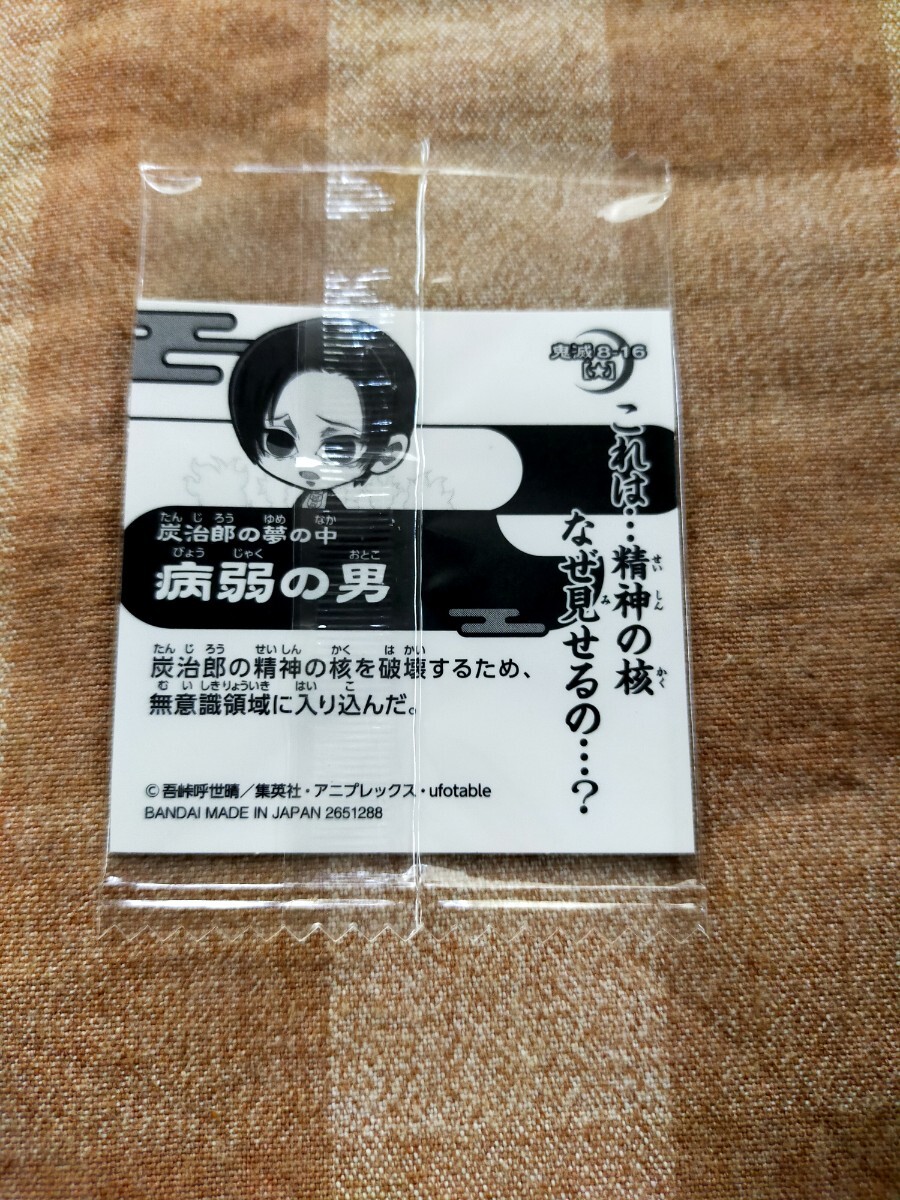 鬼滅8-16
【★】
これは…精神の核
なぜ見せるの…？
炭治郎の夢の中
病弱の男
炭治郎の精神の核を破壊するため、
無意識領域に入り込んだ。
©吾峠呼世晴／集英社・アニプレックス・ufotable
BANDAI MADE IN JAPAN 2651288